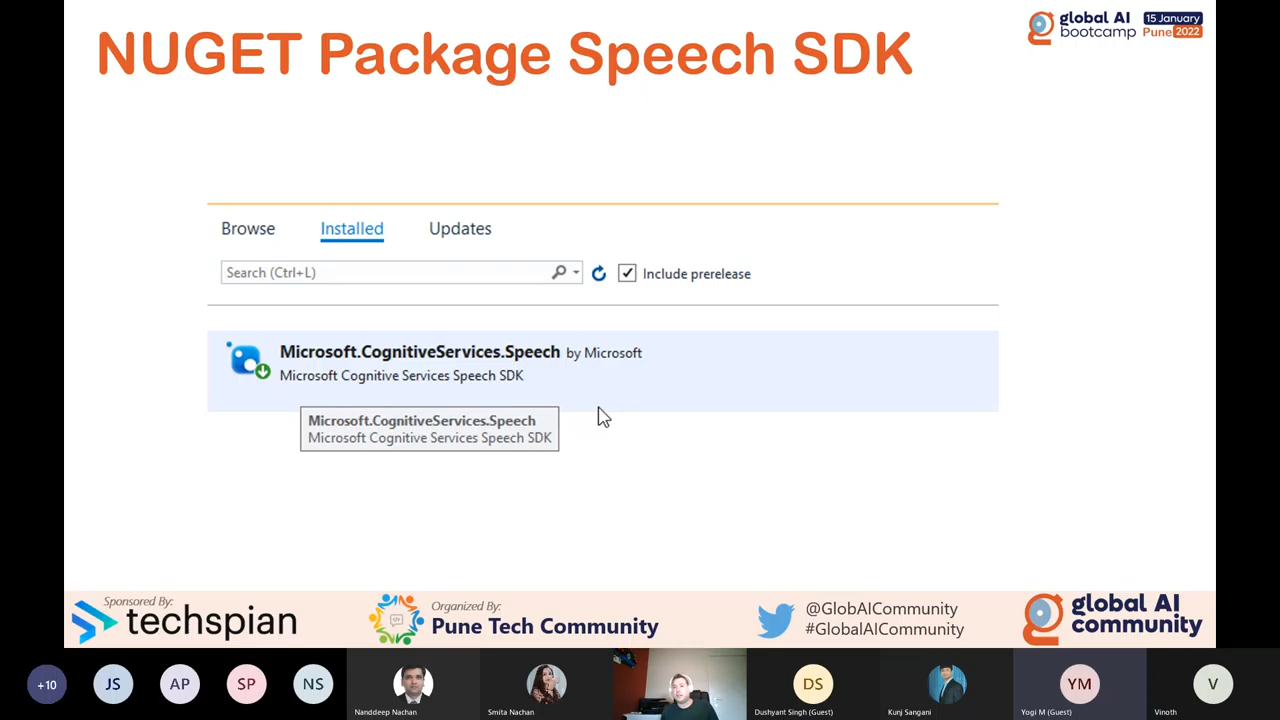 NUGET Package Speech SDK
global AI
bootcamp
15 January
Pune 2022
Browse
Installed
Updates
Search (Ctrl+L)
Include prerelease
Microsoft.CognitiveServices.Speech by Microsoft
Microsoft Cognitive Services Speech SDK
Microsoft.CognitiveServices.Speech
Microsoft Cognitive Services Speech SDK
Sponsored By:
techspian
Organized By:
Pune Tech Community
@GlobAICommunity
#GlobalAICommunity
global AI
community
+10
JS
AP
SP
NS
Nanddeep Nachan
Smita Nachan
DS
Dushyant Singh (Guest)
Kunj Sangani
YM
Yogi M (Guest)
V
Vinoth